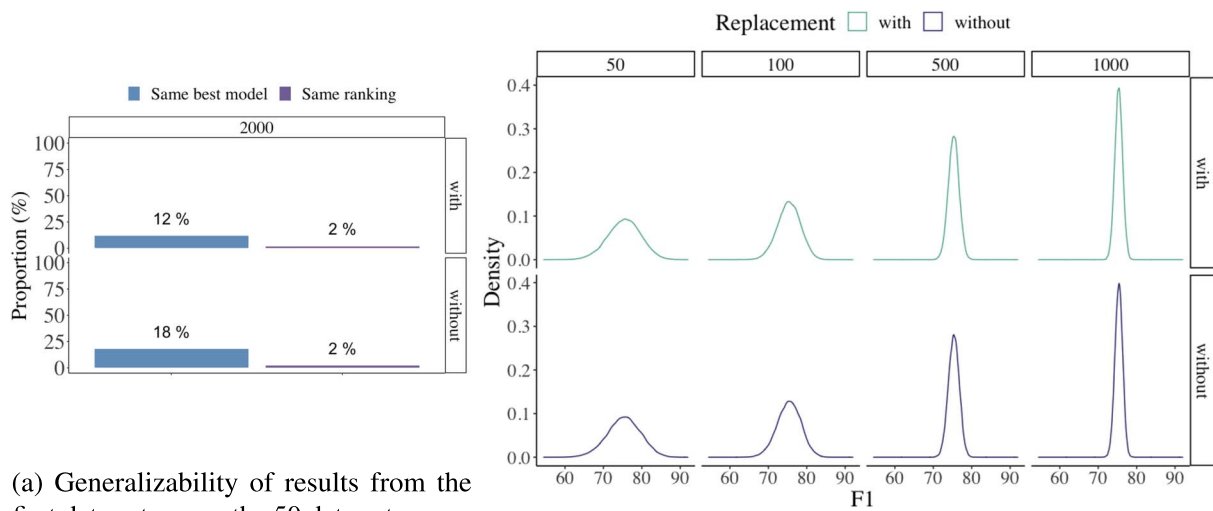 Same best model Same ranking
2000
Proportion (%)
100
75
50
25
0
12 %
2 %
with
100
75
50
25
0
18 %
2 %
without
(a) Generalizability of results from the
Replacement with without
50 100 500 1000
Density
0.4
0.3
0.2
0.1
0.0
with
0.4
0.3
0.2
0.1
0.0
without
60 70 80 90 60 70 80 90 60 70 80 90 60 70 80 90
F1